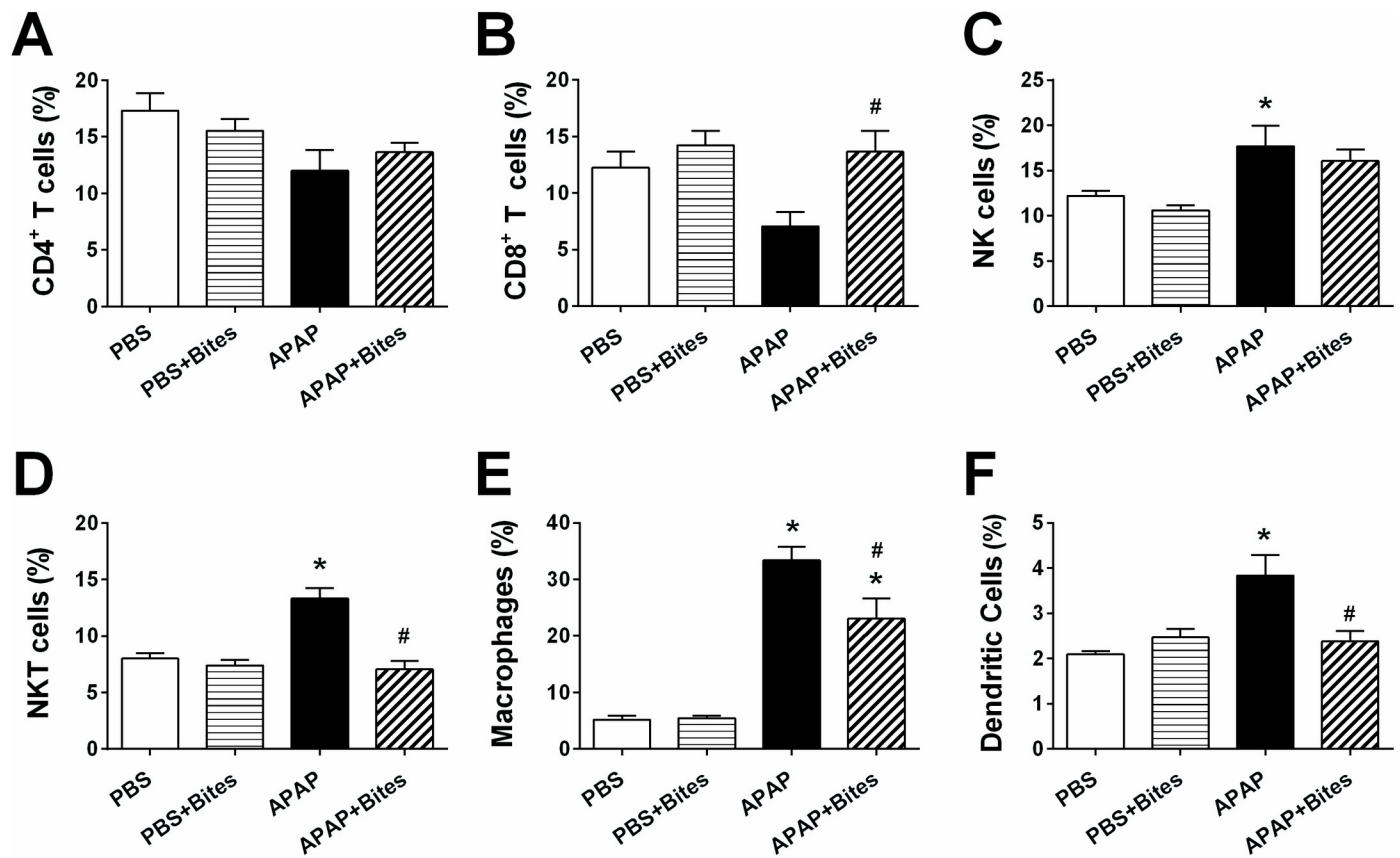 A
CD4+ T cells (%)
20
15
10
5
0
PBS
PBS+Bites
APAP
APAP+Bites
B
CD8+ T cells (%)
20
15
10
5
0
#
PBS
PBS+Bites
APAP
APAP+Bites
C
NK cells (%)
25
20
15
10
5
0
*
PBS
PBS+Bites
APAP
APAP+Bites
D
NKT cells (%)
20
15
10
5
0
*
#
PBS
PBS+Bites
APAP
APAP+Bites
E
Macrophages (%)
40
30
20
10
0
*
#
*
PBS
PBS+Bites
APAP
APAP+Bites
F
Dendritic Cells (%)
5
4
3
2
1
0
*
#
PBS
PBS+Bites
APAP
APAP+Bites